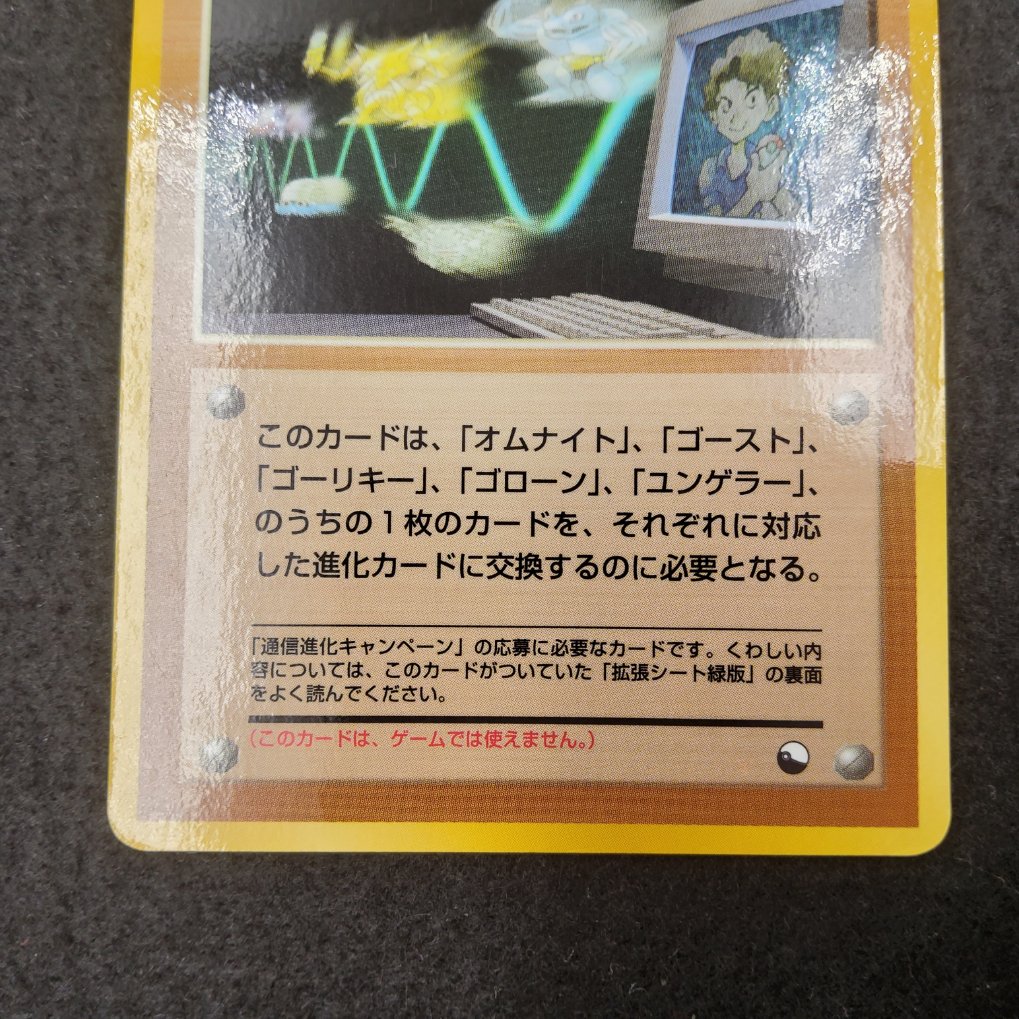 このカードは、「オムナイト」、「ゴースト」、
「ゴーリキー」、「ゴローン」、「ユンゲラー」、
のうちの1枚のカードを、それぞれに対応
した進化カードに交換するのに必要となる。
「通信進化キャンペーン」の応募に必要なカードです。くわしい内
容については、このカードがついていた「拡張シート緑版」の裏面
をよく読んでください。
(このカードは、ゲームでは使えません。)